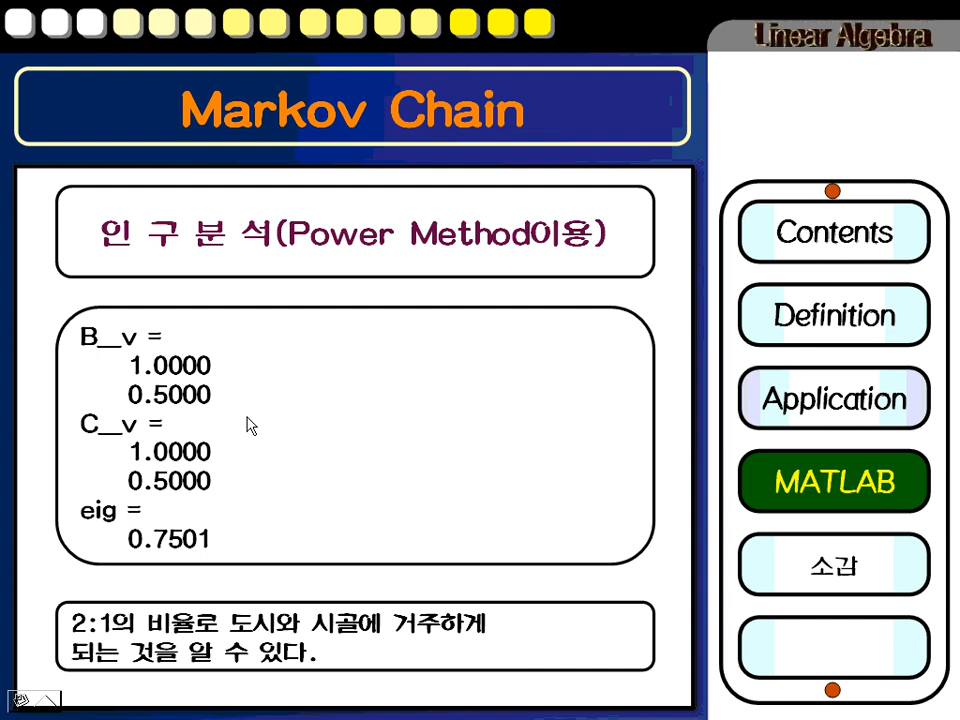 Linear Algebra
Markov Chain
인 구 분 석(Power Method이용)
B__v =
1.0000
0.5000
C__v =
1.0000
0.5000
eig =
0.7501
2:1의 비율로 도시와 시골에 거주하게
되는 것을 알 수 있다.
Contents
Definition
Application
MATLAB
소감